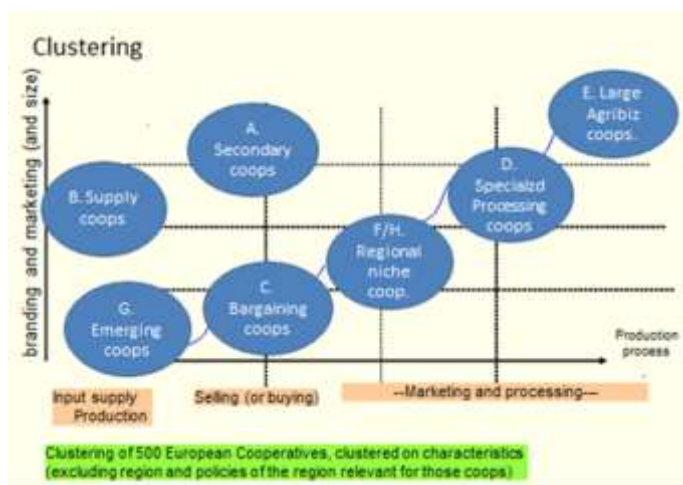 Clustering
branding and marketing (and size)
E. Large
Agribiz
coops.
A.
Secondary
coops
D.
Specialzd
Processing
coops
B. Supply
coops
F/H.
Regional
niche
coop.
C.
Bargaining
coops
G.
Emerging
coops
Production
process
Input supply
Production
Selling (or buying)
---Marketing and processing----
Clustering of 500 European Cooperatives, clustered on characteristics
(excluding region and policies of the region relevant for those coops)